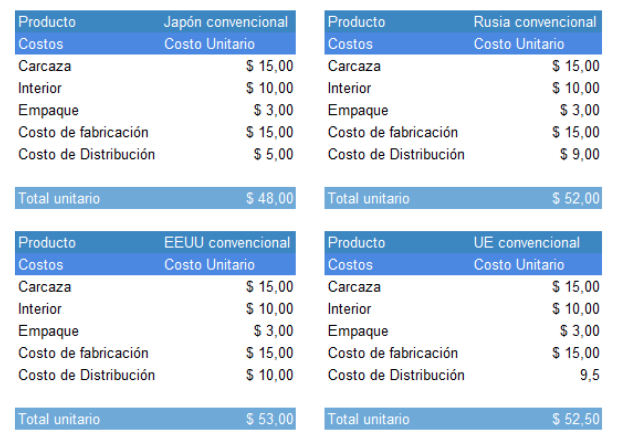 Producto Japón convencional
Costos Costo Unitario
Carcaza $ 15,00
Interior $ 10,00
Empaque $ 3,00
Costo de fabricación $ 15,00
Costo de Distribución $ 5,00
Total unitario $ 48,00
Producto Rusia convencional
Costos Costo Unitario
Carcaza $ 15,00
Interior $ 10,00
Empaque $ 3,00
Costo de fabricación $ 15,00
Costo de Distribución $ 9,00
Total unitario $ 52,00
Producto EEUU convencional
Costos Costo Unitario
Carcaza $ 15,00
Interior $ 10,00
Empaque $ 3,00
Costo de fabricación $ 15,00
Costo de Distribución $ 10,00
Total unitario $ 53,00
Producto UE convencional
Costos Costo Unitario
Carcaza $ 15,00
Interior $ 10,00
Empaque $ 3,00
Costo de fabricación $ 15,00
Costo de Distribución 9,5
Total unitario $ 52,50